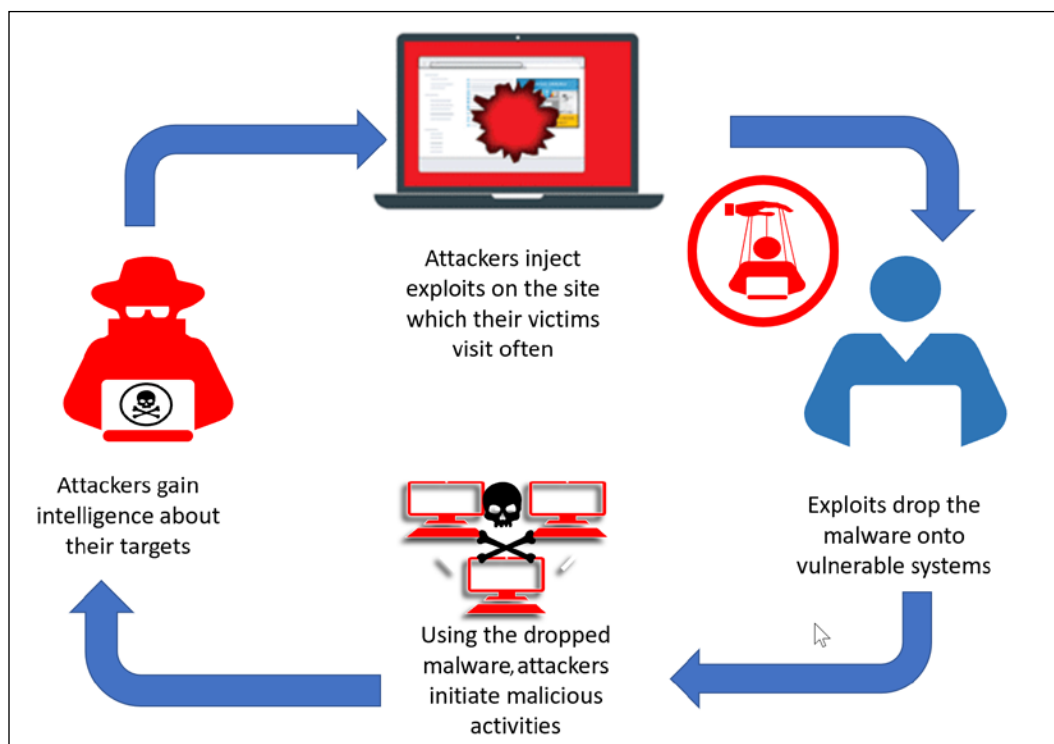 Attackers inject
exploits on the site
which their victims
visit often
Attackers gain
intelligence about
their targets
Exploits drop the
malware onto
vulnerable systems
Using the dropped
malware, attackers
initiate malicious
activities